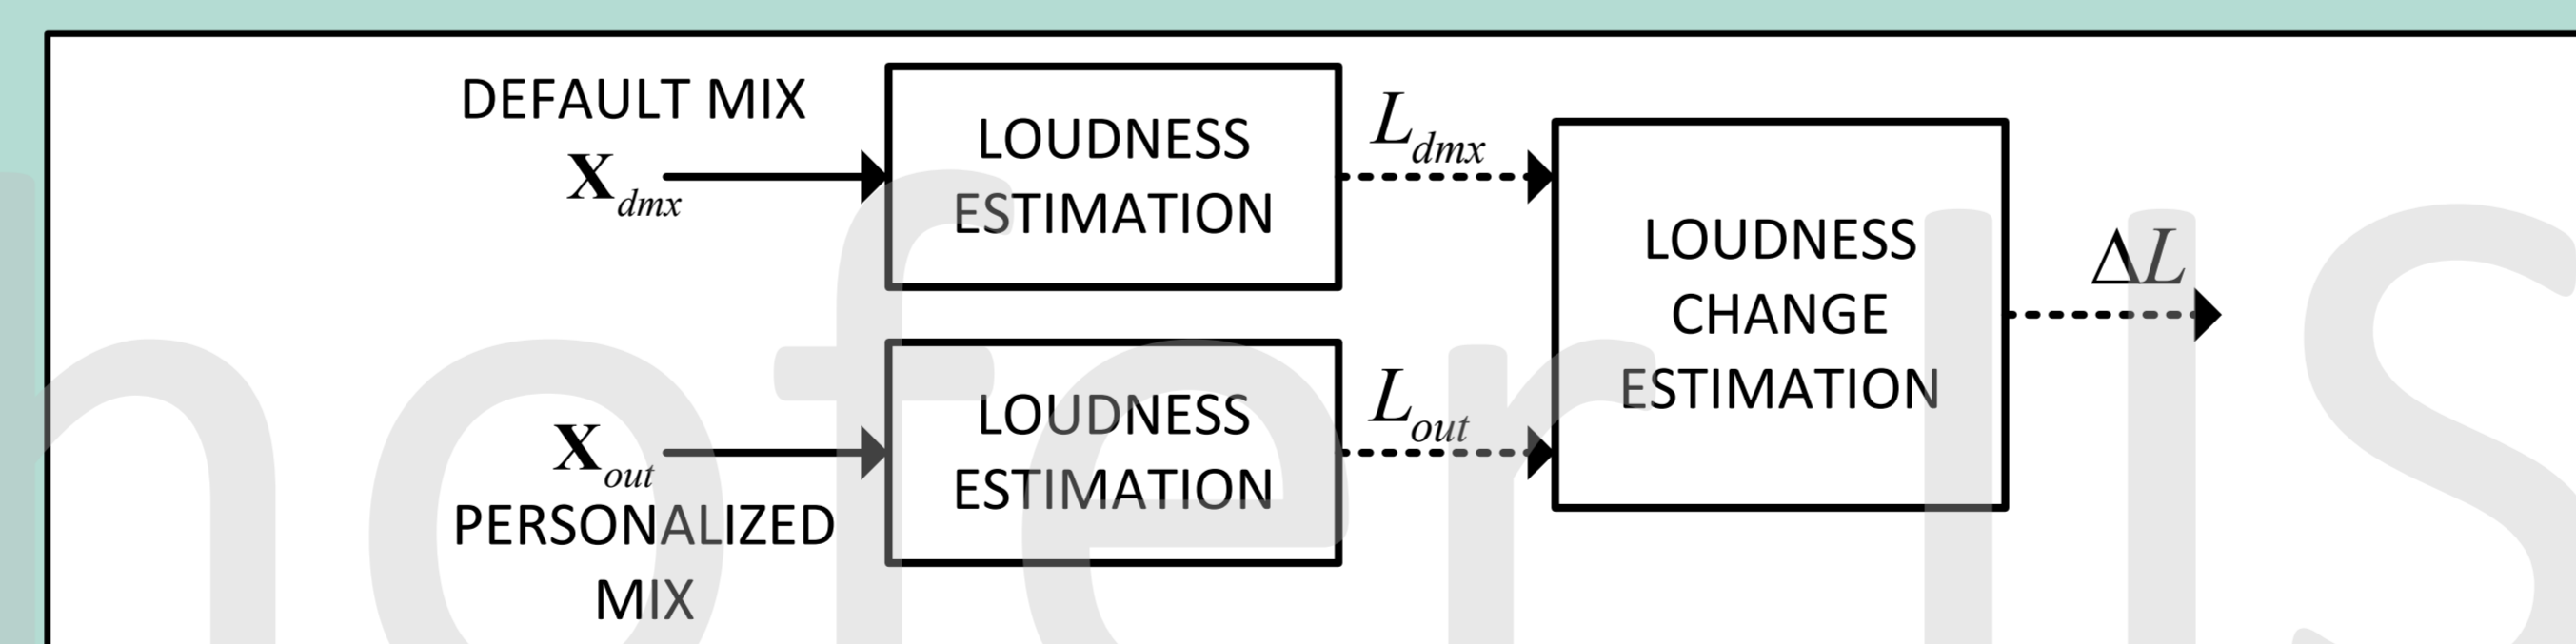 DEFAULT MIX
X_dmx
LOUDNESS
ESTIMATION
L_dmx
X_out
PERSONALIZED
MIX
LOUDNESS
ESTIMATION
L_out
LOUDNESS
CHANGE
ESTIMATION
ΔL